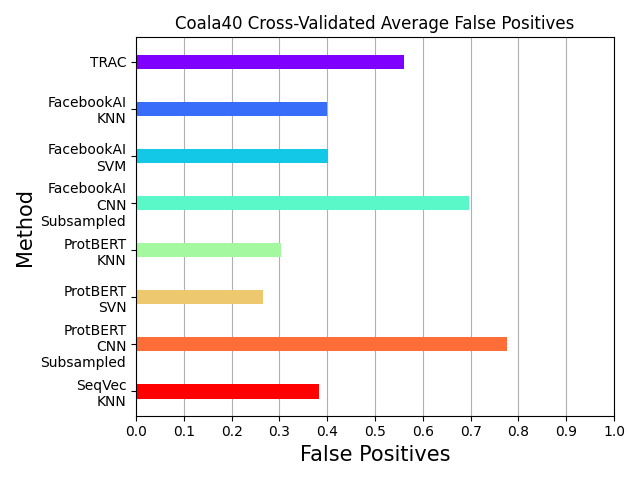 Coala40 Cross-Validated Average False Positives
TRAC
FacebookAI
KNN
FacebookAI
SVM
FacebookAI
CNN
Subsampled
ProtBERT
KNN
ProtBERT
SVN
ProtBERT
CNN
Subsampled
SeqVec
KNN
Method
0.0 0.1 0.2 0.3 0.4 0.5 0.6 0.7 0.8 0.9 1.0
False Positives